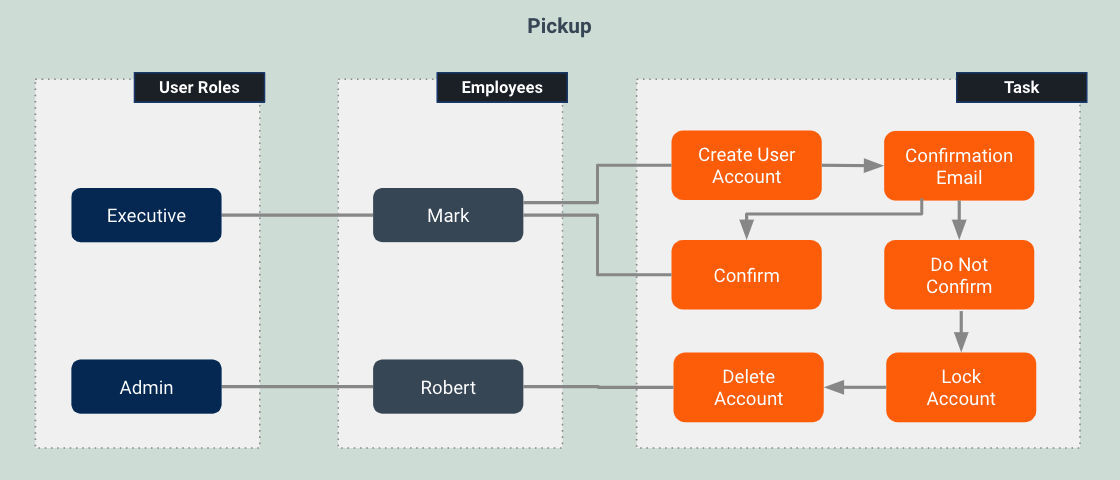 Pickup
User Roles
Employees
Task
Executive
Admin
Mark
Robert
Create User
Account
Confirmation
Email
Confirm
Do Not
Confirm
Delete
Account
Lock
Account